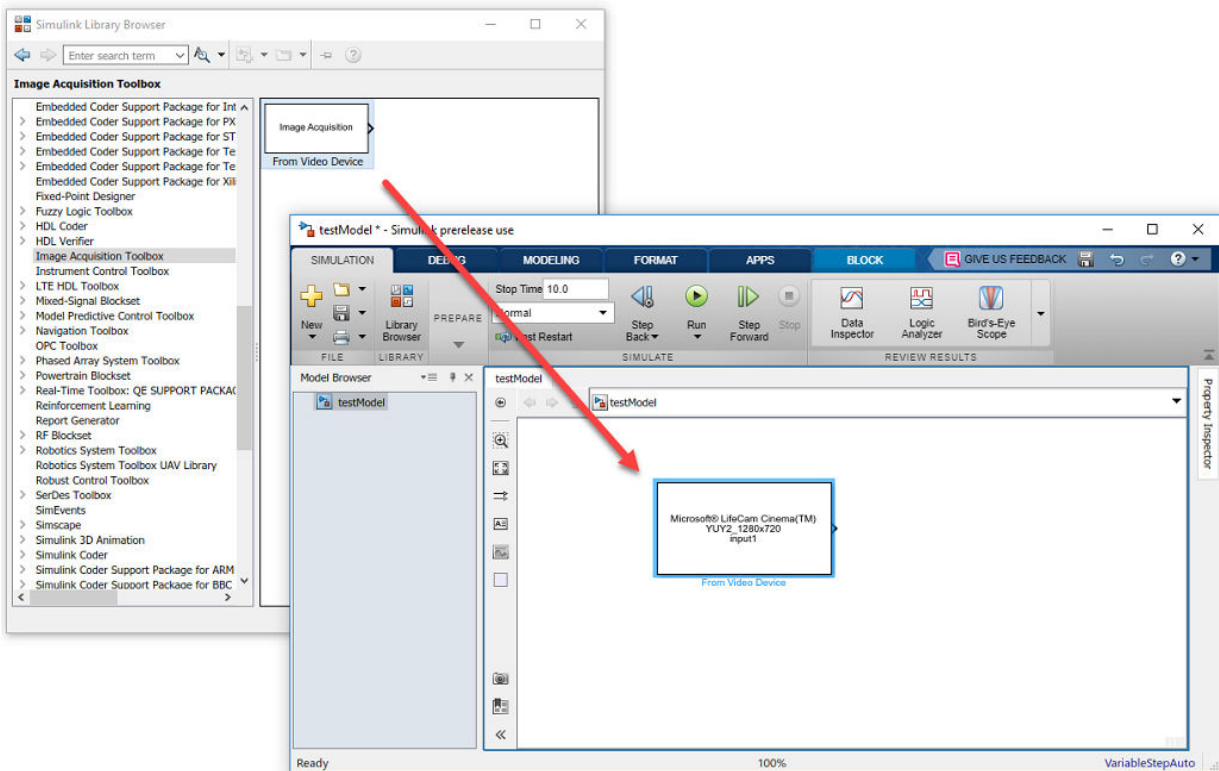 Simulink Library Browser
Enter search term
Image Acquisition Toolbox
Embedded Coder Support Package for Int
Embedded Coder Support Package for PX
Embedded Coder Support Package for ST
Embedded Coder Support Package for Te
Embedded Coder Support Package for Te
Embedded Coder Support Package for Xili
Fixed-Point Designer
Fuzzy Logic Toolbox
HDL Coder
HDL Verifier
Image Acquisition Toolbox
Instrument Control Toolbox
LTE HDL Toolbox
Mixed-Signal Blockset
Model Predictive Control Toolbox
Navigation Toolbox
OPC Toolbox
Phased Array System Toolbox
Powertrain Blockset
Real-Time Toolbox: QE SUPPORT PACKAG
Reinforcement Learning
Report Generator
RF Blockset
Robotics System Toolbox
Robotics System Toolbox UAV Library
Robust Control Toolbox
SerDes Toolbox
SimEvents
Simscape
Simulink 3D Animation
Simulink Coder
Simulink Coder Support Package for ARM
Simulink Coder Support Package for BBC
Image Acquisition
From Video Device
testModel * - Simulink prerelease use
SIMULATION DEBUG MODELING FORMAT APPS BLOCK GIVE US FEEDBACK
New
FILE
Library
Browser
LIBRARY
PREPARE
Stop Time 10.0
Normal
Fast Restart
Step
Back
Run
Step
Forward
Stop
SIMULATE
Data
Inspector
Logic
Analyzer
Bird's-Eye
Scope
REVIEW RESULTS
Model Browser
testModel
testModel
testModel
Property Inspector
Microsoft® LifeCam Cinema(TM)
YUY2_1280x720
input1
From Video Device
Ready 100% VariableStepAuto